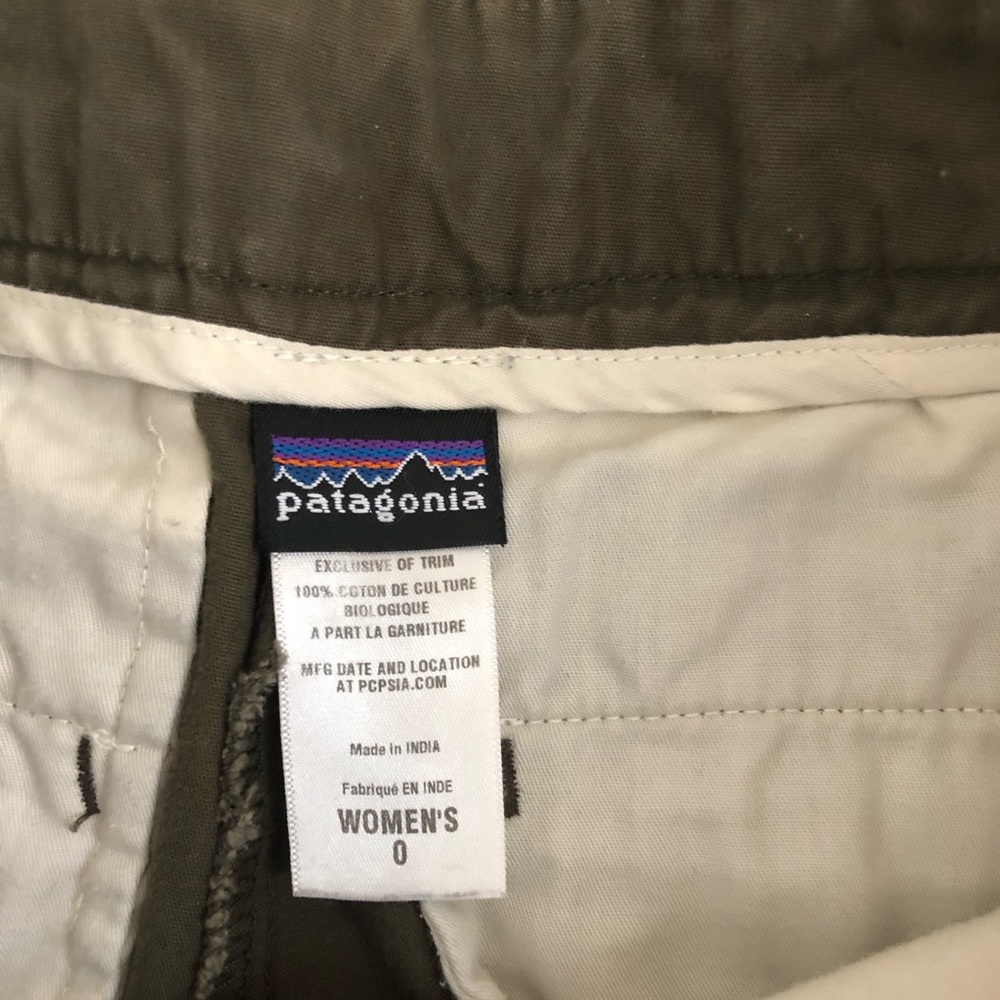 patagonia
EXCLUSIVE OF TRIM
100% COTON DE CULTURE
BIOLOGIQUE
A PART LA GARNITURE
MFG DATE AND LOCATION
AT PCPSIA.COM
Made in INDIA
Fabriqué EN INDE
WOMEN'S
0